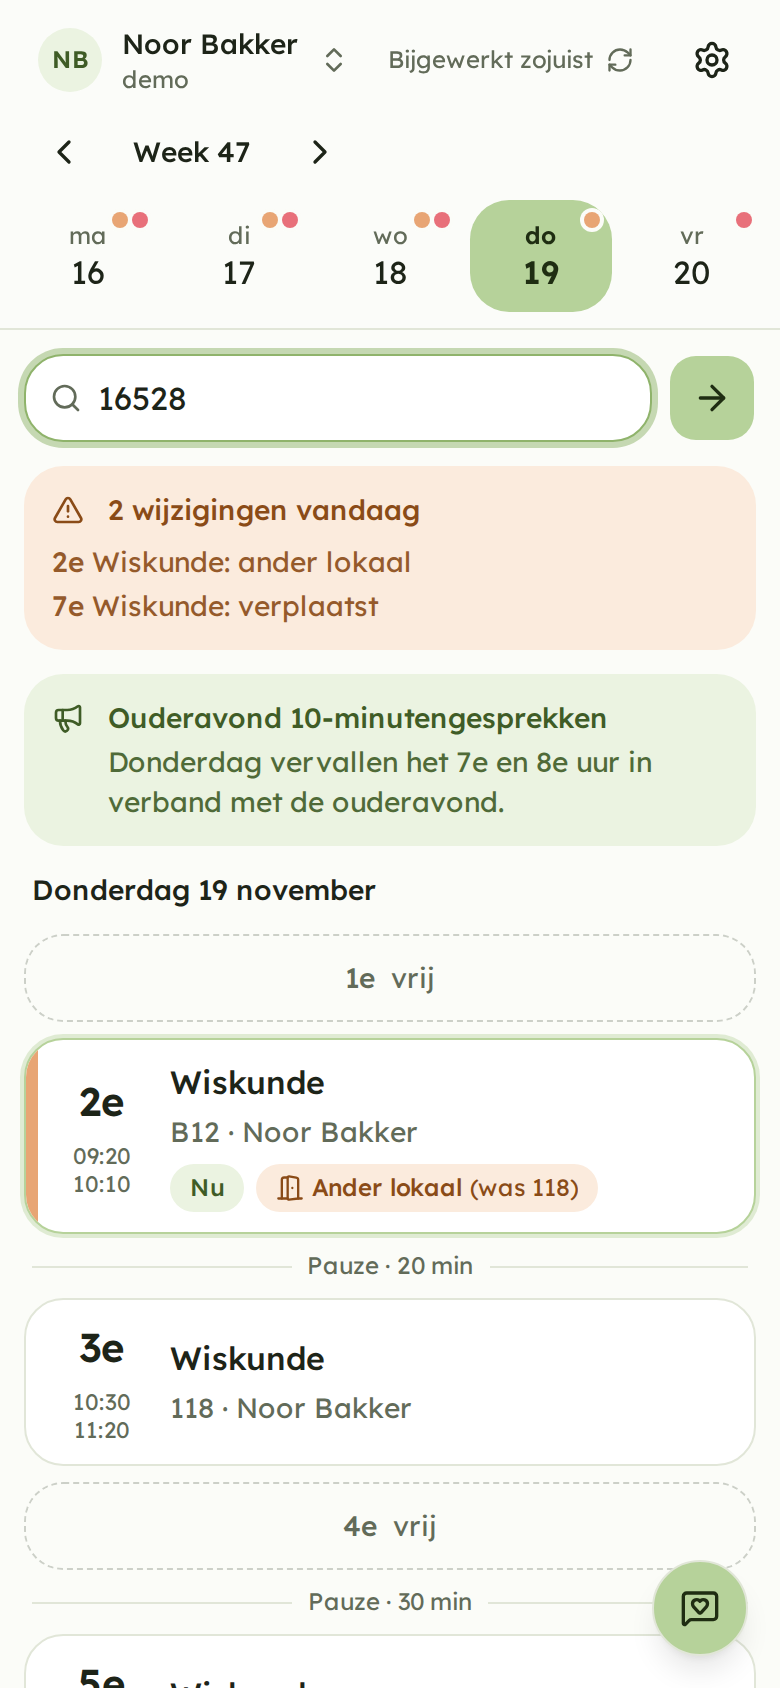 NB
Noor Bakker
demo
Bijgewerkt zojuist
Week 47
ma
16
di
17
wo
18
do
19
vr
20
16528
2 wijzigingen vandaag
2e Wiskunde: ander lokaal
7e Wiskunde: verplaatst
Ouderavond 10-minutengesprekken
Donderdag vervallen het 7e en 8e uur in
verband met de ouderavond.
Donderdag 19 november
1e vrij
2e
09:20
10:10
Wiskunde
B12 · Noor Bakker
Nu
Ander lokaal (was 118)
Pauze · 20 min
3e
10:30
11:20
Wiskunde
118 · Noor Bakker
4e vrij
Pauze · 30 min
5e